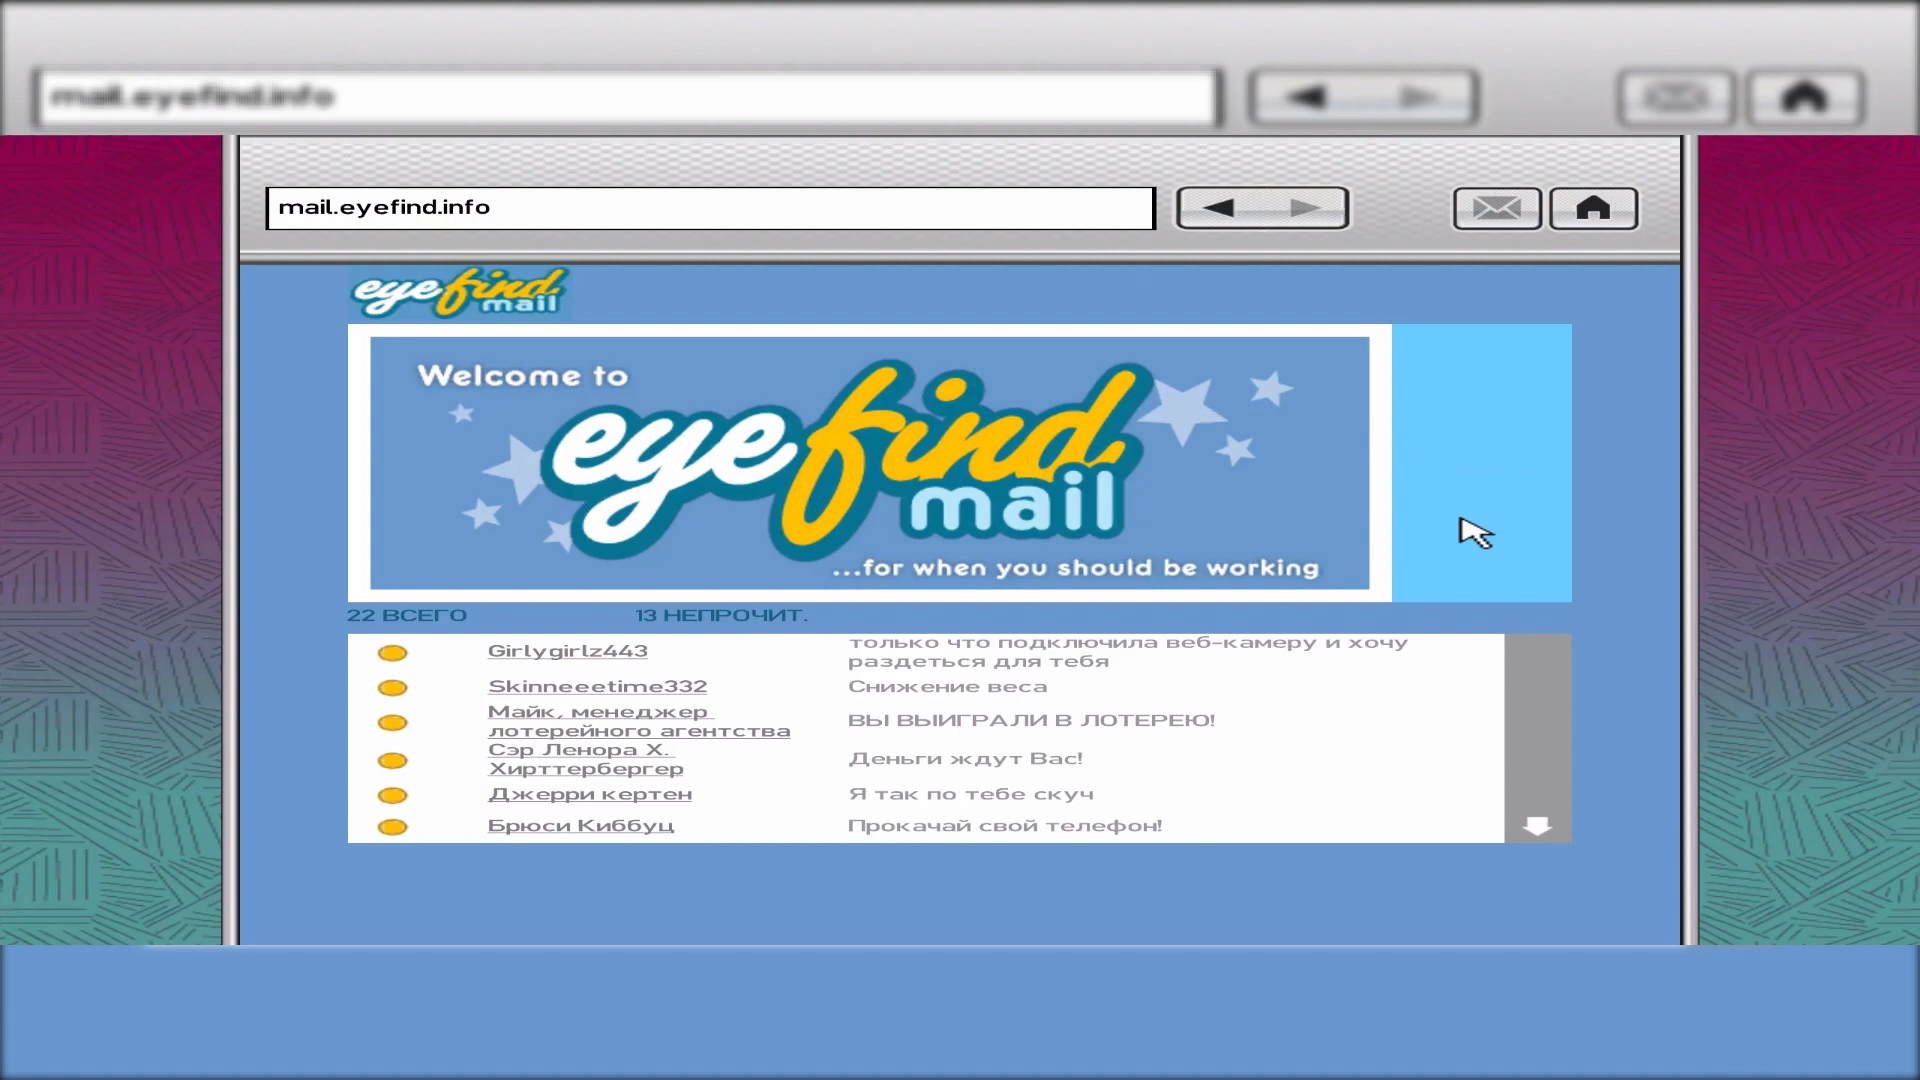 mail.eyefind.info
mail.eyefind.info
eyefind
mail
Welcome to
eyefind
mail
...for when you should be working
22 ВСЕГО 13 НЕПРОЧИТ.
только что подключила веб-камеру и хочу
Girlygirlz443
раздеться для тебя
Skinneeetime332 Снижение веса
Майк, менеджер
лотерейного агентства
ВЫ ВЫИГРАЛИ В ЛОТЕРЕЮ!
Сэр Ленора Х.
Хирттербергер
Деньги ждут Вас!
Джерри кертен Я так по тебе скуч
Брюси Киббуц Прокачай свой телефон!